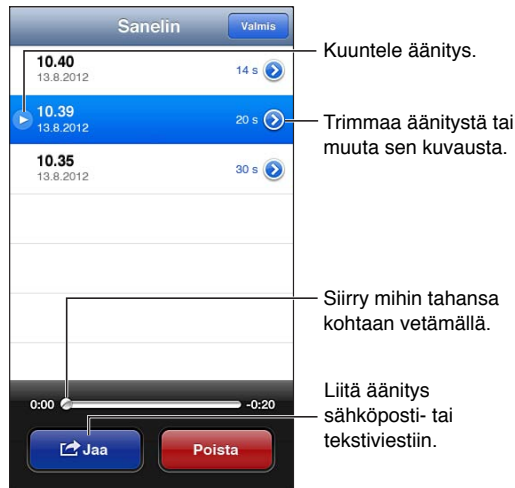 Sanelin
Valmis
10.40
13.8.2012
14 s
10.39
13.8.2012
20 s
10.35
13.8.2012
30 s
0:00
-0:20
Jaa
Poista
Kuuntele äänitys.
Trimmaa äänitystä tai
muuta sen kuvausta.
Siirry mihin tahansa
kohtaan vetämällä.
Liitä äänitys
sähköposti- tai
tekstiviestiin.